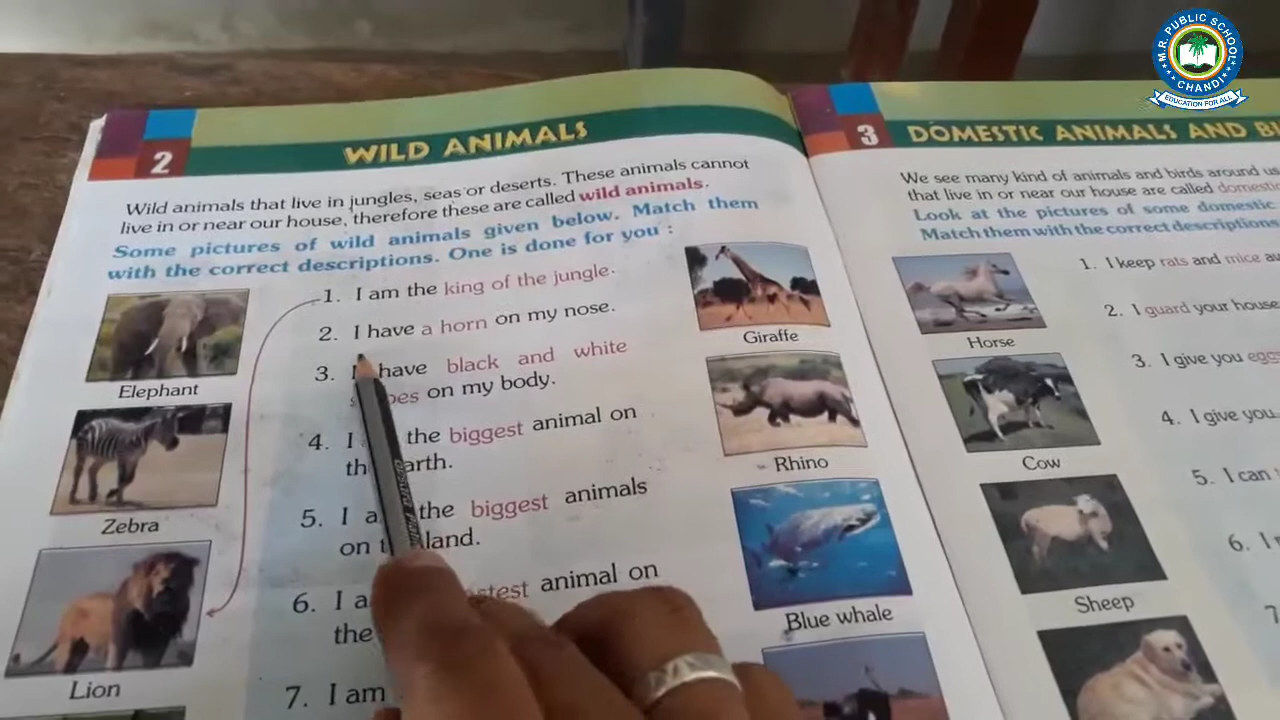 M.R. PUBLIC SCHOOL
CHANDI
EDUCATION FOR ALL
2
WILD ANIMALS
Wild animals that live in jungles, seas or deserts. These animals cannot
live in or near our house, therefore these are called wild animals.
Some pictures of wild animals given below. Match them
with the correct descriptions. One is done for you :
1. I am the king of the jungle.
2. I have a horn on my nose.
3. have black and white
on my body.
4. I the biggest animal on
5. I the biggest animals
on land.
6. I animal on
the
7. I am
Elephant
Zebra
Lion
Giraffe
Rhino
Blue whale
3
DOMESTIC ANIMALS AND
We see many kind of animals and birds around
that live in or near our house are called
Look at the pictures of some domestic
Match them with the correct descriptions
1. I keep rats and mice
2. I guard your house
3. I give you
4. I give you
5. I can
6. I
7
Horse
Cow
Sheep